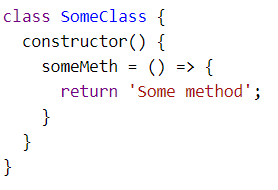 class SomeClass {
  constructor() {
    someMeth = () => {
      return 'Some method';
    }
  }
}